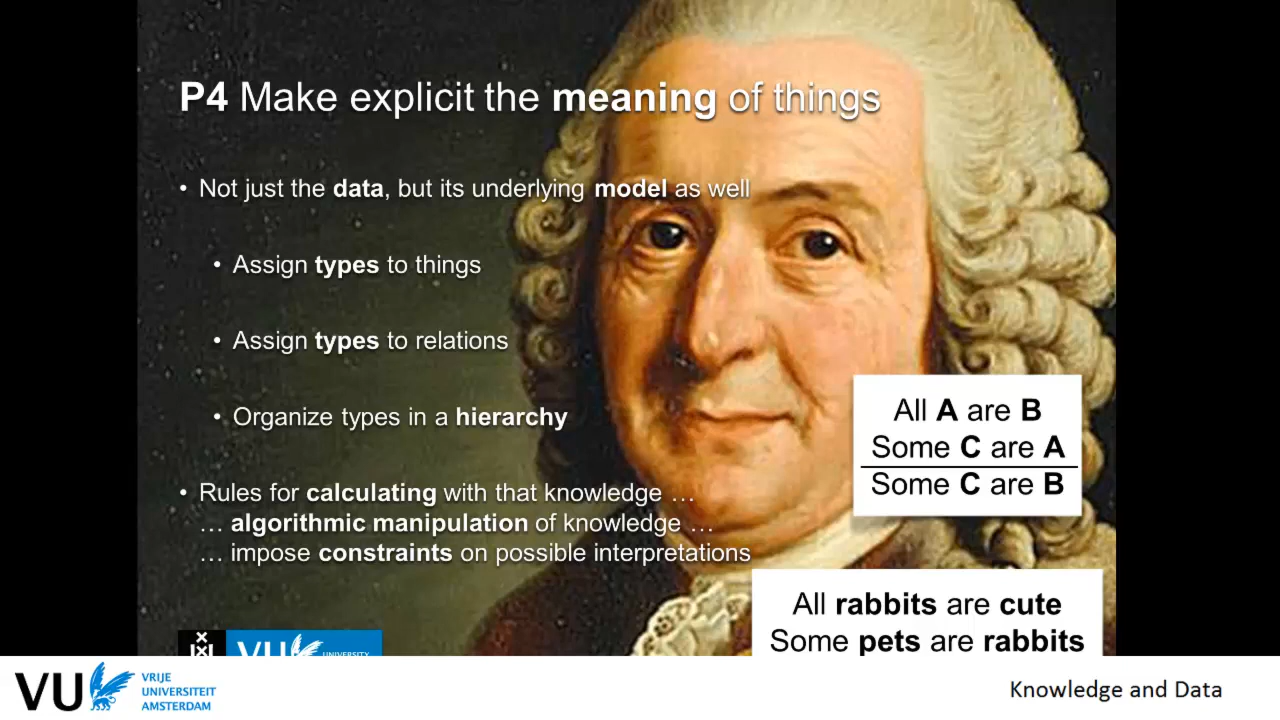 P4 Make explicit the meaning of things
• Not just the data, but its underlying model as well
• Assign types to things
• Assign types to relations
• Organize types in a hierarchy
• Rules for calculating with that knowledge …
… algorithmic manipulation of knowledge …
… impose constraints on possible interpretations
All A are B
Some C are A
Some C are B
All rabbits are cute
Some pets are rabbits
VU UNIVERSITY
VU VRIJE
UNIVERSITEIT
AMSTERDAM
Knowledge and Data